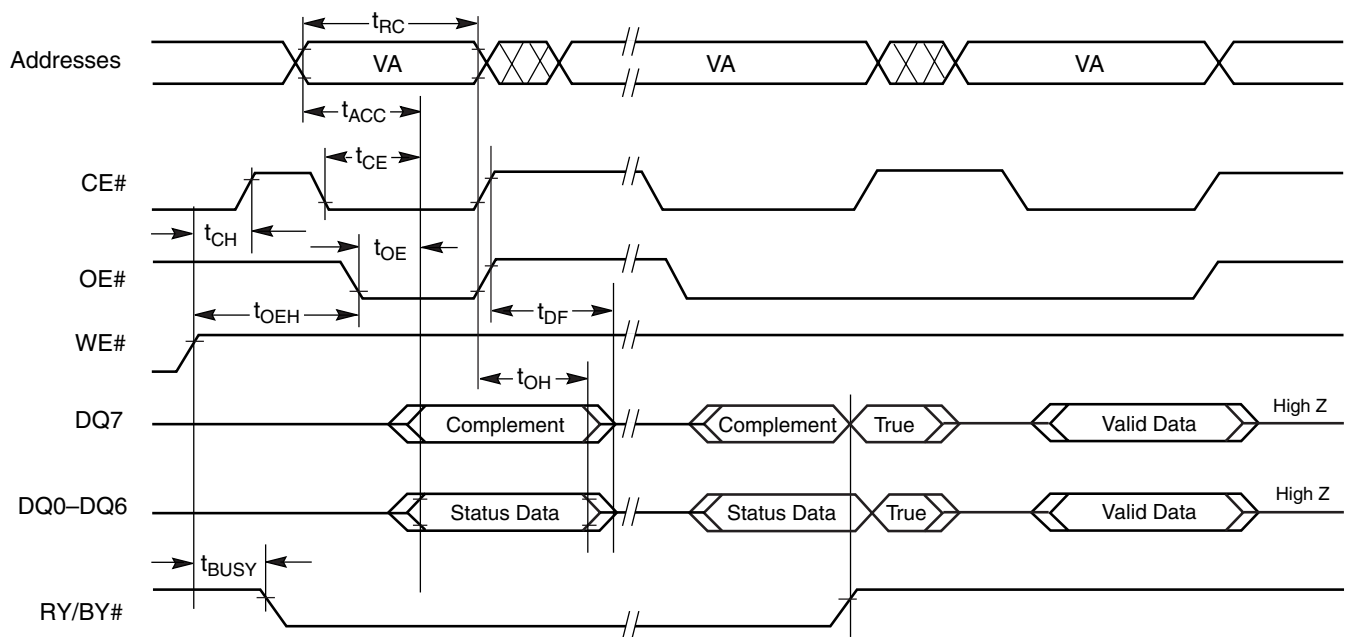 tRC
Addresses VA VA VA
tACC
tCE
CE#
tCH tOE
OE#
tOEH tDF
WE#
tOH
DQ7 Complement Complement True Valid Data High Z
DQ0–DQ6 Status Data Status Data True Valid Data High Z
tBUSY
RY/BY#